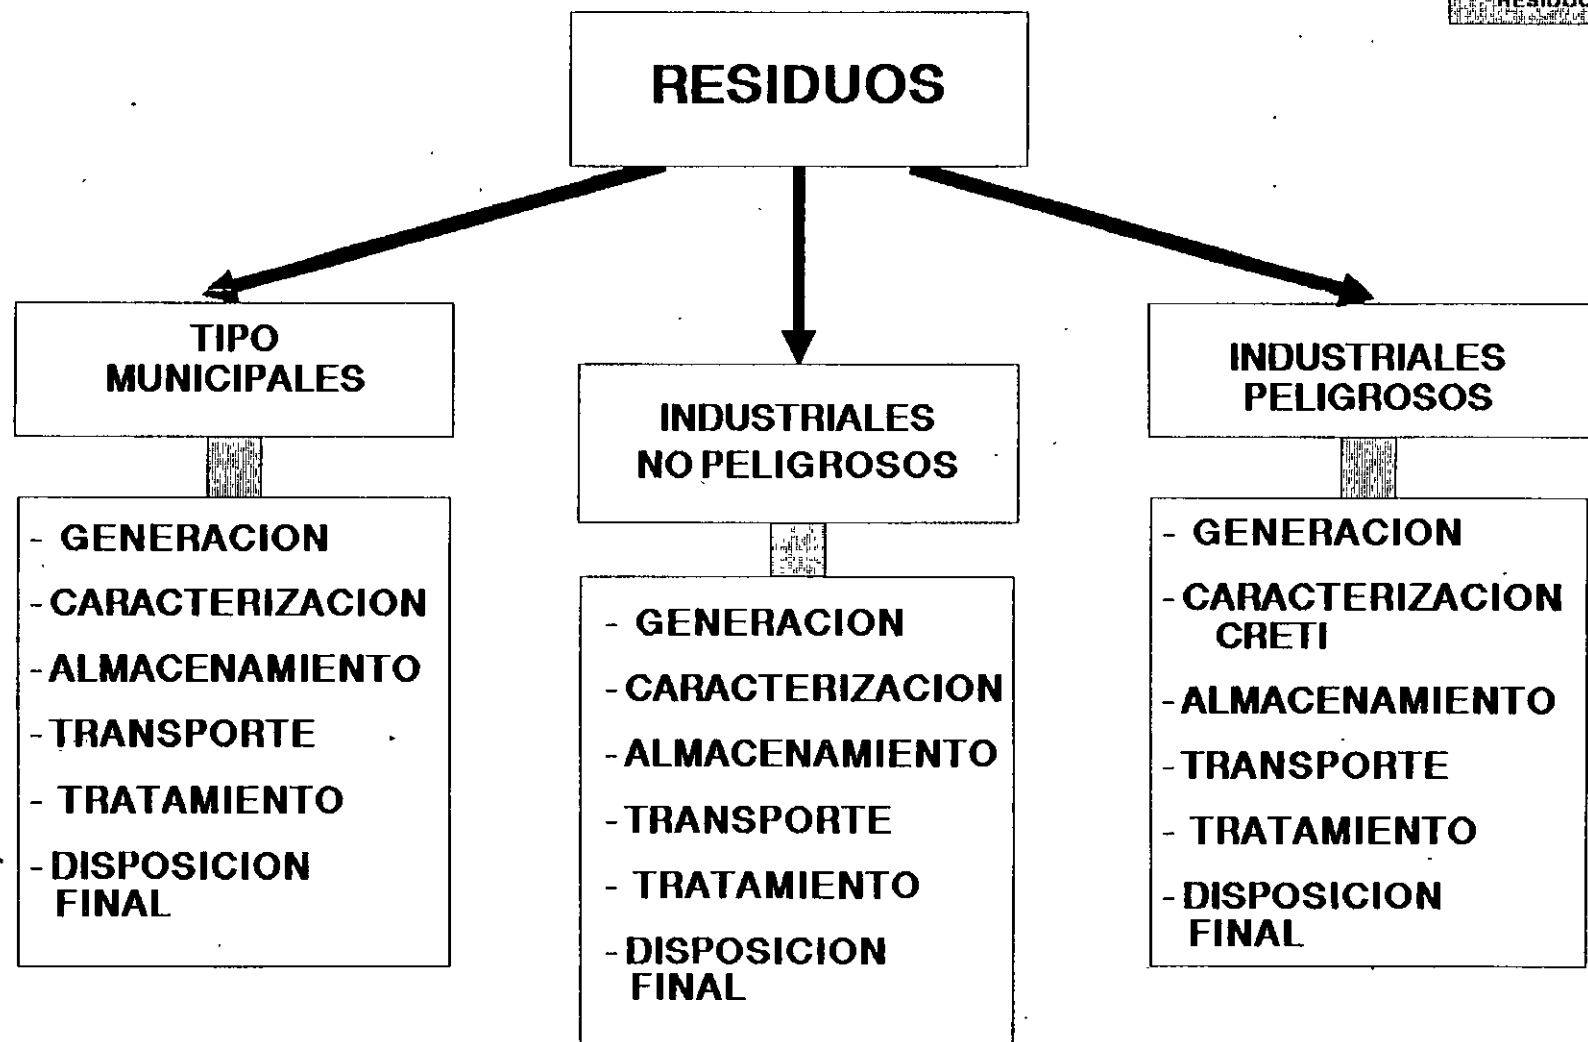 RESIDUOS
TIPO
MUNICIPALES
- GENERACION
- CARACTERIZACION
- ALMACENAMIENTO
- TRANSPORTE
- TRATAMIENTO
- DISPOSICION
FINAL
INDUSTRIALES
NO PELIGROSOS
- GENERACION
- CARACTERIZACION
- ALMACENAMIENTO
- TRANSPORTE
- TRATAMIENTO
- DISPOSICION
FINAL
INDUSTRIALES
PELIGROSOS
- GENERACION
- CARACTERIZACION
CRETI
- ALMACENAMIENTO
- TRANSPORTE
- TRATAMIENTO
- DISPOSICION
FINAL